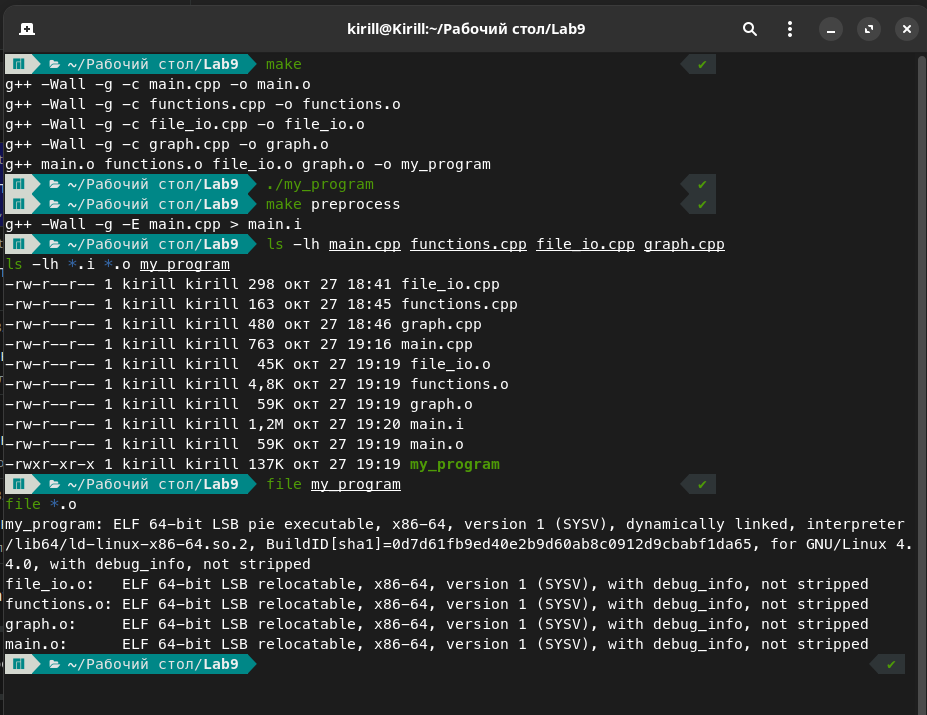 kirill@Kirill:~/Рабочий стол/Lab9
~/Рабочий стол/Lab9 make ✔
g++ -Wall -g -c main.cpp -o main.o
g++ -Wall -g -c functions.cpp -o functions.o
g++ -Wall -g -c file_io.cpp -o file_io.o
g++ -Wall -g -c graph.cpp -o graph.o
g++ main.o functions.o file_io.o graph.o -o my_program
~/Рабочий стол/Lab9 ./my_program ✔
~/Рабочий стол/Lab9 make preprocess ✔
g++ -Wall -g -E main.cpp > main.i
~/Рабочий стол/Lab9 ls -lh main.cpp functions.cpp file_io.cpp graph.cpp
ls -lh *.i *.o my_program
-rw-r--r-- 1 kirill kirill 298 окт 27 18:41 file_io.cpp
-rw-r--r-- 1 kirill kirill 163 окт 27 18:45 functions.cpp
-rw-r--r-- 1 kirill kirill 480 окт 27 18:46 graph.cpp
-rw-r--r-- 1 kirill kirill 763 окт 27 19:16 main.cpp
-rw-r--r-- 1 kirill kirill  45K окт 27 19:19 file_io.o
-rw-r--r-- 1 kirill kirill 4,8K окт 27 19:19 functions.o
-rw-r--r-- 1 kirill kirill  59K окт 27 19:19 graph.o
-rw-r--r-- 1 kirill kirill 1,2M окт 27 19:20 main.i
-rw-r--r-- 1 kirill kirill  59K окт 27 19:19 main.o
-rwxr-xr-x 1 kirill kirill 137K окт 27 19:19 my_program
~/Рабочий стол/Lab9 file my_program ✔
file *.o
my_program: ELF 64-bit LSB pie executable, x86-64, version 1 (SYSV), dynamically linked, interpreter
/lib64/ld-linux-x86-64.so.2, BuildID[sha1]=0d7d61fb9ed40e2b9d60ab8c0912d9cbabf1da65, for GNU/Linux 4.
4.0, with debug_info, not stripped
file_io.o:   ELF 64-bit LSB relocatable, x86-64, version 1 (SYSV), with debug_info, not stripped
functions.o: ELF 64-bit LSB relocatable, x86-64, version 1 (SYSV), with debug_info, not stripped
graph.o:     ELF 64-bit LSB relocatable, x86-64, version 1 (SYSV), with debug_info, not stripped
main.o:      ELF 64-bit LSB relocatable, x86-64, version 1 (SYSV), with debug_info, not stripped
~/Рабочий стол/Lab9 ✔